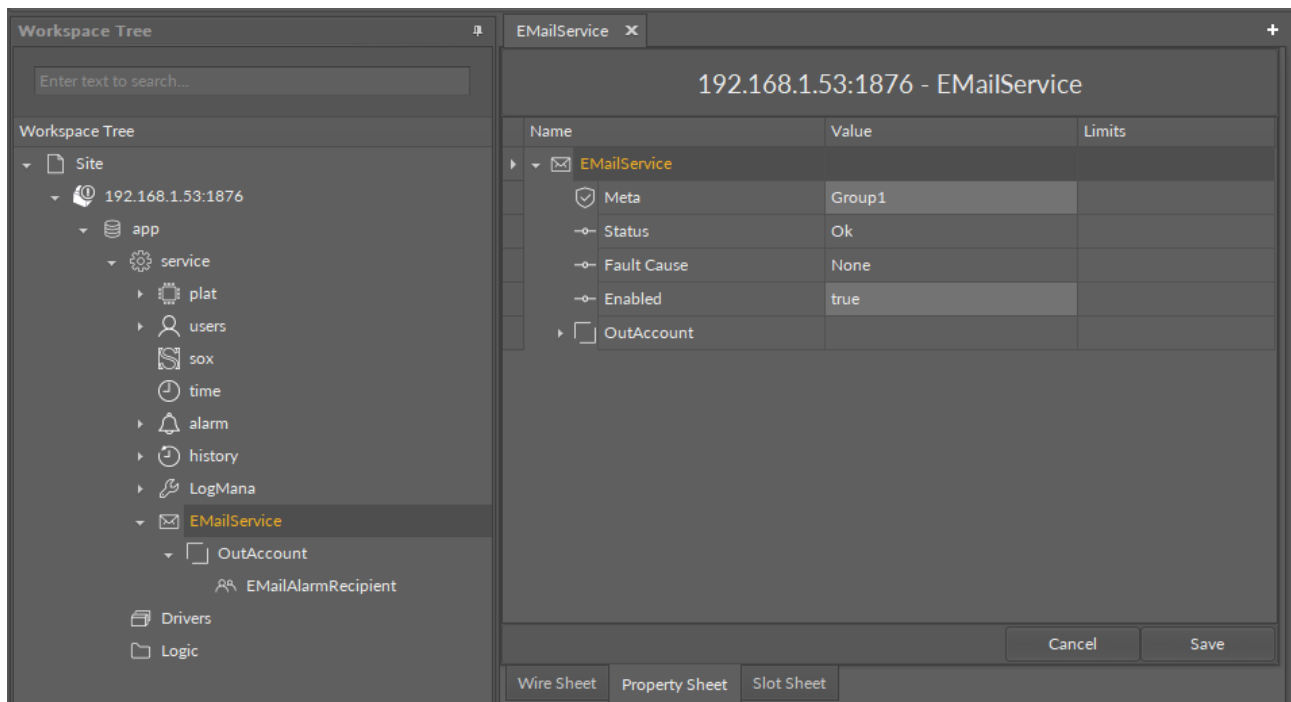 Workspace Tree
Enter text to search...
Workspace Tree
Site
192.168.1.53:1876
app
service
plat
users
sox
time
alarm
history
LogMana
EMailService
OutAccount
EMailAlarmRecipient
Drivers
Logic
EMailService
192.168.1.53:1876 - EMailService
Name Value Limits
EMailService
Meta Group1
Status Ok
Fault Cause None
Enabled true
OutAccount
Cancel Save
Wire Sheet Property Sheet Slot Sheet